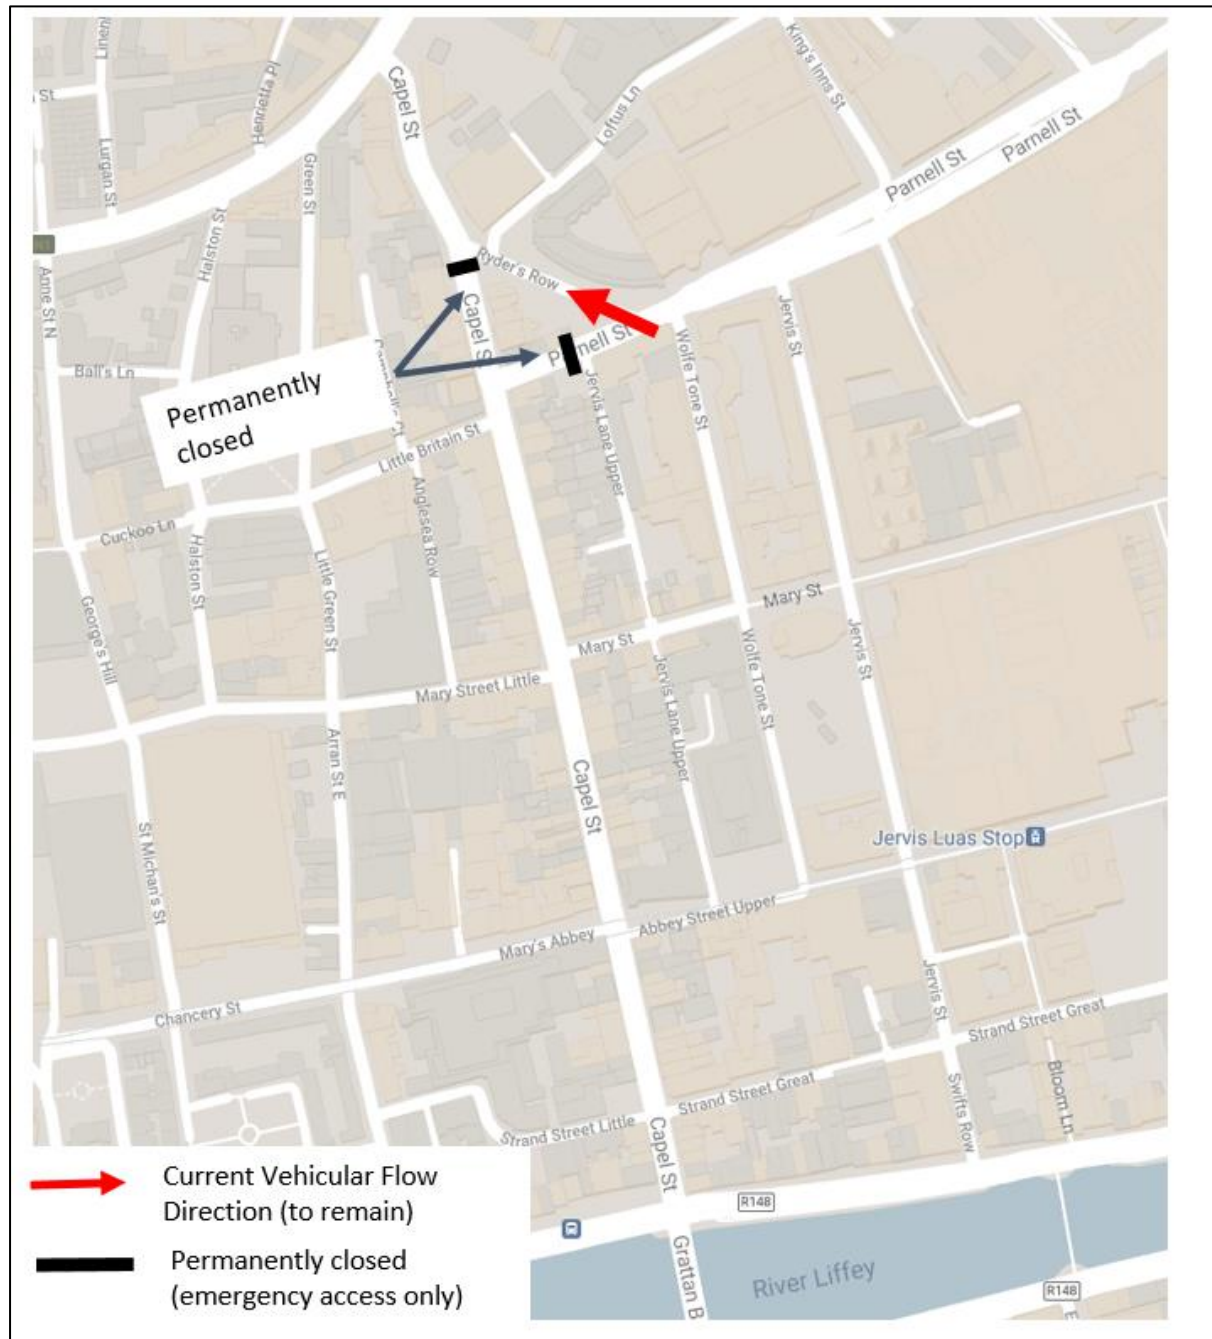 Linenh
St
Henrietta Pl
Lurgan St
Capel St
Green St
Loftus Ln
King's Inns St
Parnell St
Parnell St
Halston St
Anne St N
Ryder's Row
Capel St
Parnell St
Jervis St
Wolfe Tone St
Ball's Ln
Permanently
closed
Little Britain St
Jervis Lane Upper
Anglesea Row
Cuckoo Ln
Halston St
Little Green St
George's Hill
Mary St
Mary St
Jervis St
Wolfe Tone St
Jervis Lane Upper
Mary Street Little
Arran St E
Capel St
St Michan's St
Jervis Luas Stop
Abbey Street Upper
Mary's Abbey
Chancery St
Jervis St
Strand Street Great
Strand Street Great
Swifts Row
Bloom Ln
Strand Street Little
Capel St
R148
Grattan B
River Liffey
R148
E
Current Vehicular Flow
Direction (to remain)
Permanently closed
(emergency access only)